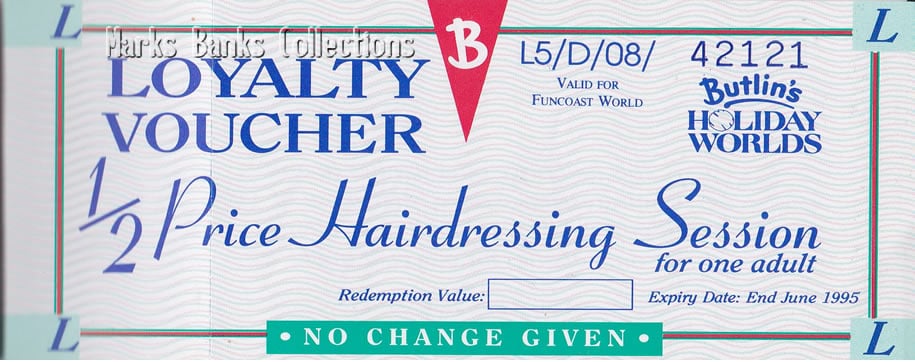 L
L
Marks Banks Collections
B
L5/D/08/ 42121
LOYALTY
VOUCHER
VALID FOR
FUNCOAST WORLD
Butlin's
HOLIDAY
WORLDS
1/2 Price Hairdressing Session
for one adult
Redemption Value:
Expiry Date: End June 1995
• NO CHANGE GIVEN •
L
L